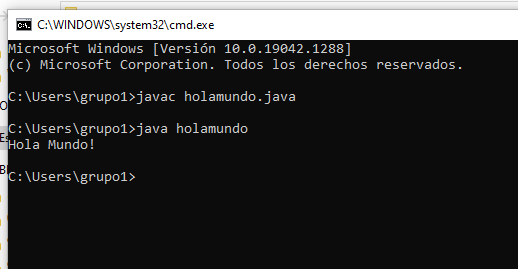 C:\WINDOWS\system32\cmd.exe
Microsoft Windows [Versión 10.0.19042.1288]
(c) Microsoft Corporation. Todos los derechos reservados.
C:\Users\grupo1>javac holamundo.java
C:\Users\grupo1>java holamundo
Hola Mundo!
C:\Users\grupo1>